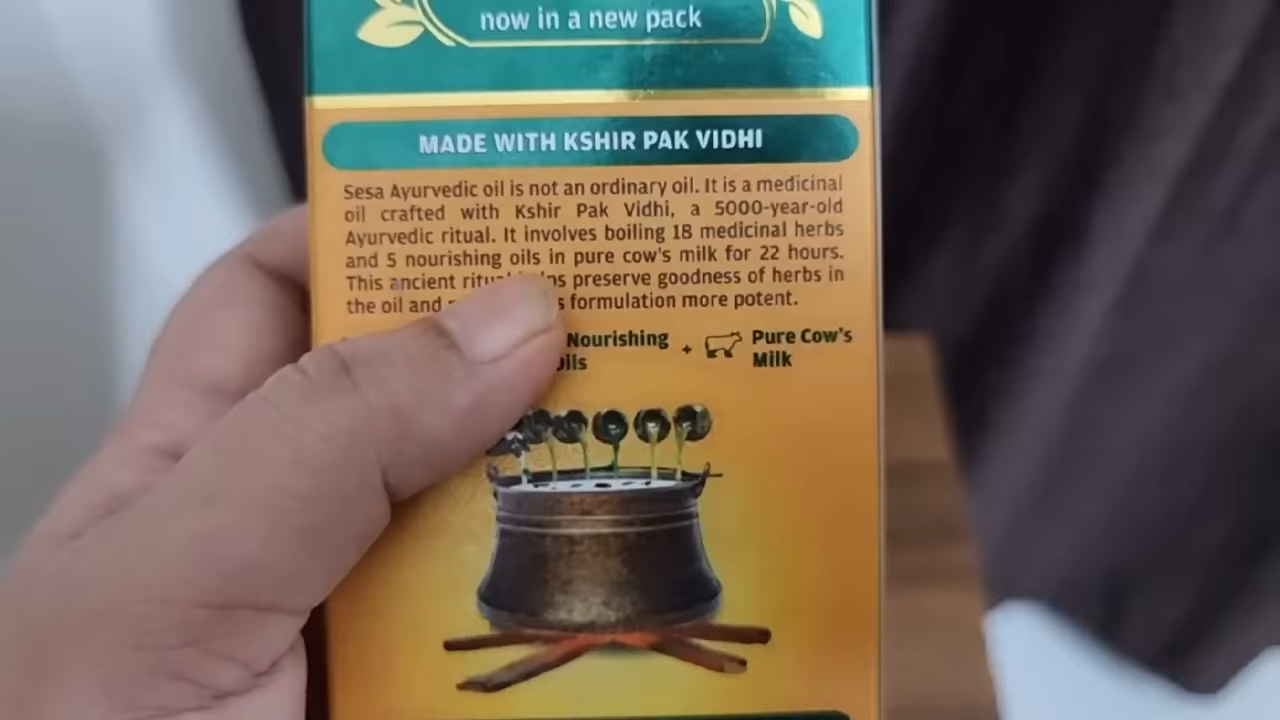 now in a new pack
MADE WITH KSHIR PAK VIDHI
Sesa Ayurvedic oil is not an ordinary oil. It is a medicinal
oil crafted with Kshir Pak Vidhi, a 5000-year-old
Ayurvedic ritual. It involves boiling 18 medicinal herbs
and 5 nourishing oils in pure cow's milk for 22 hours.
This ancient preserve goodness of herbs in
the oil and formulation more potent.
Nourishing + Pure Cow's
Milk